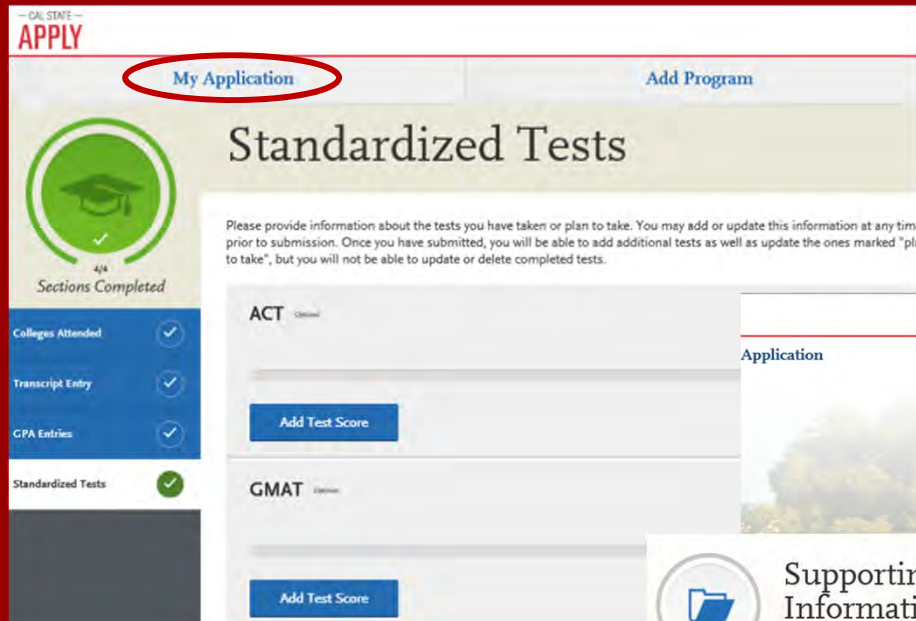 — CAL STATE —
APPLY
My Application
Add Program
Standardized Tests
4/4
Sections Completed
Colleges Attended
Transcript Entry
GPA Entries
Standardized Tests
Please provide information about the tests you have taken or plan to take. You may add or update this information at any tim
prior to submission. Once you have submitted, you will be able to add additional tests as well as update the ones marked "pla
to take", but you will not be able to update or delete completed tests.
ACT Optional
Add Test Score
GMAT Optional
Add Test Score
Application
Supportin
Informati